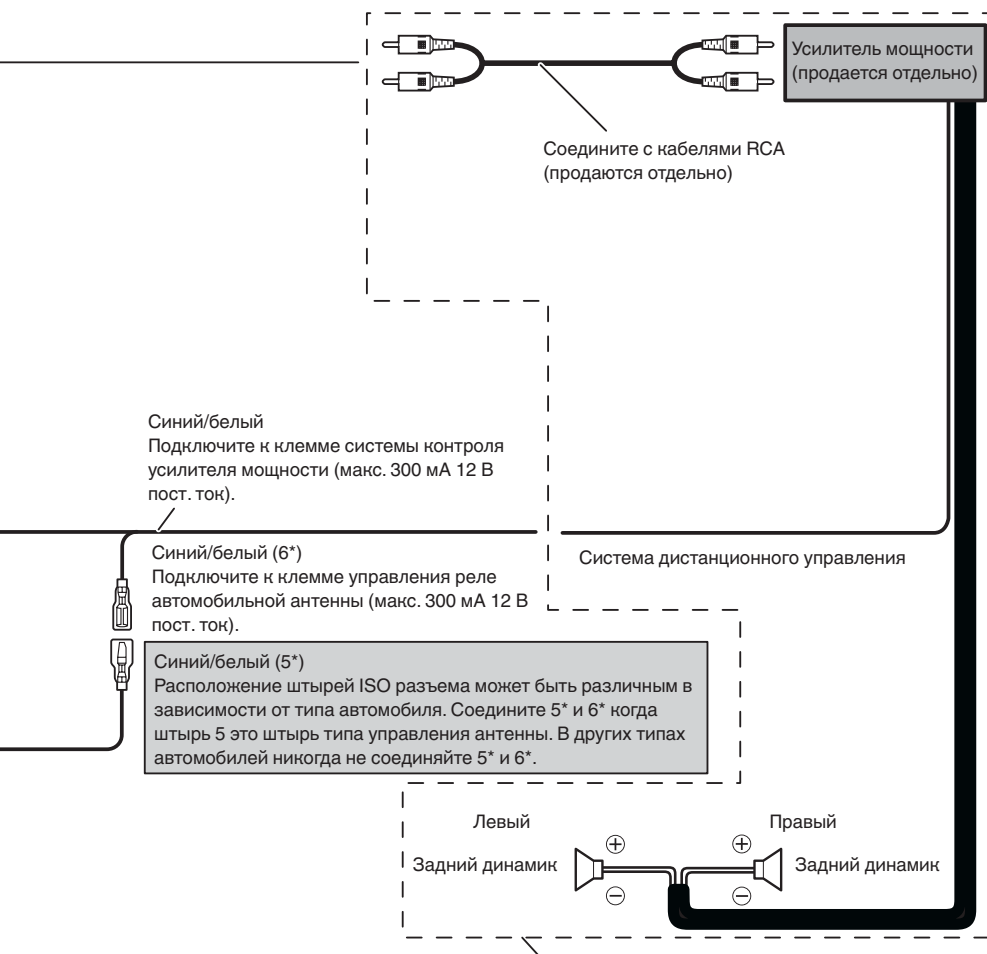 Усилитель мощности
(продается отдельно)
Соедините с кабелями RCA
(продаются отдельно)
Синий/белый
Подключите к клемме системы контроля
усилителя мощности (макс. 300 мА 12 В
пост. ток).
Система дистанционного управления
Синий/белый (6*)
Подключите к клемме управления реле
автомобильной антенны (макс. 300 мА 12 В
пост. ток).
Синий/белый (5*)
Расположение штырей ISO разъема может быть различным в
зависимости от типа автомобиля. Соедините 5* и 6* когда
штырь 5 это штырь типа управления антенны. В других типах
автомобилей никогда не соединяйте 5* и 6*.
Левый
Правый
+
+
Задний динамик
Задний динамик
−
−